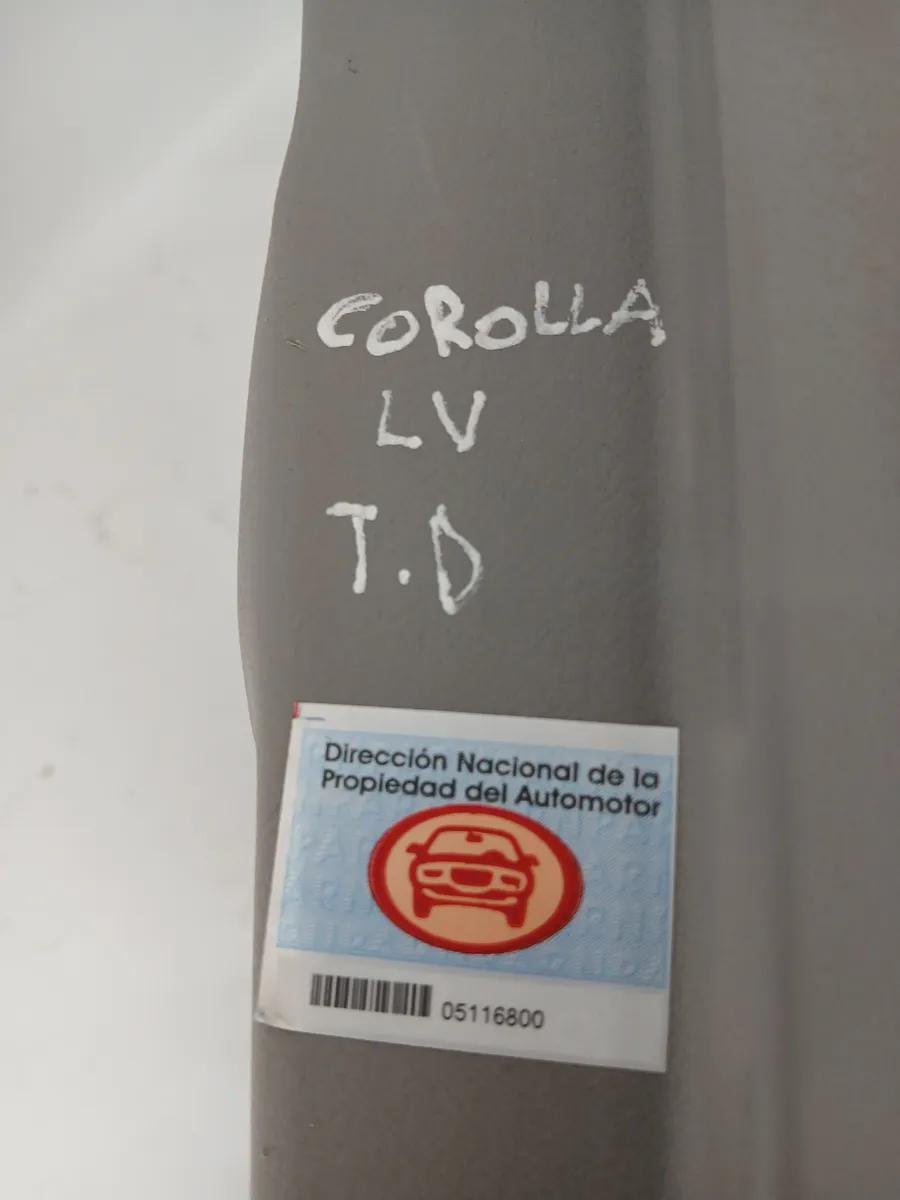 COROLLA
LV
T.D
Dirección Nacional de la
Propiedad del Automotor
05116800